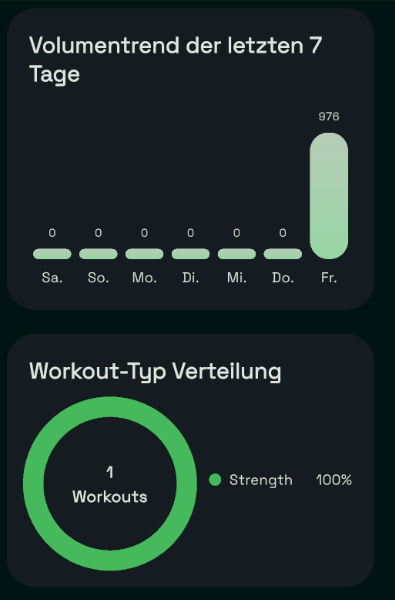 Volumentrend der letzten 7
Tage
976
0 0 0 0 0 0
Sa. So. Mo. Di. Mi. Do. Fr.
Workout-Typ Verteilung
1
Workouts
Strength 100%